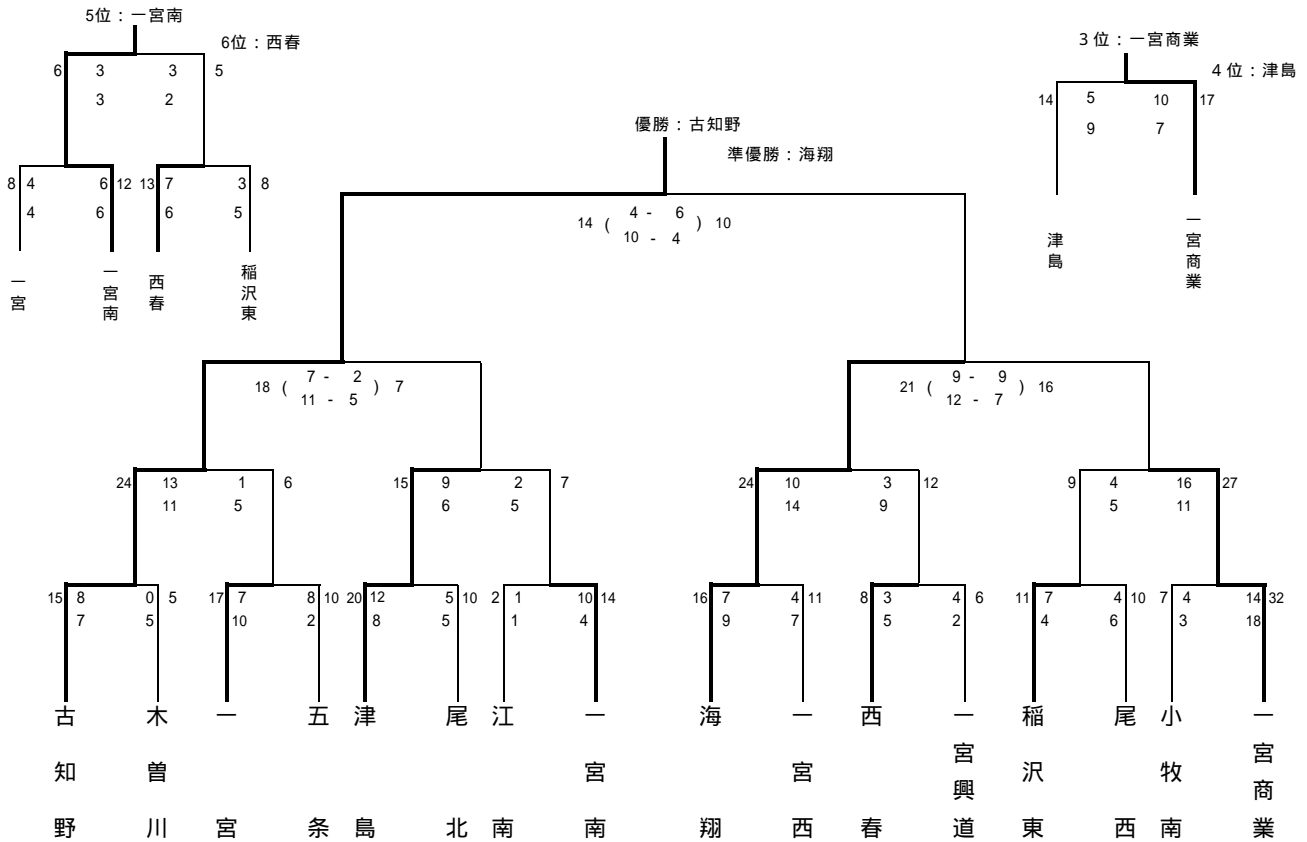 5位：一宮南
6位：西春
6 3 3 5
3 2
8 4 6 12 13 7 3 8
4 6 6 5
一宮
一宮南
西春
稲沢東
3位：一宮商業
4位：津島
14 5 10 17
9 7
津島
一宮商業
優勝：古知野
準優勝：海翔
14 ( 4 - 6 ) 10
10 - 4
18 ( 7 - 2 ) 7
11 - 5
21 ( 9 - 9 ) 16
12 - 7
24 13 1 6 15 9 2 7 24 10 3 12 9 4 16 27
11 5 6 5 14 9 5 11
15 8 0 5 17 7 8 10 20 12 5 10 2 1 10 14 16 7 4 11 8 3 4 6 11 7 4 10 7 4 14 32
7 5 10 2 8 5 1 4 9 7 5 2 4 6 3 18
古知野
木曽川
一宮
五条
津島
尾北
江南
一宮南
海翔
一宮西
西春
一宮興道
稲沢東
尾西
小牧南
一宮商業